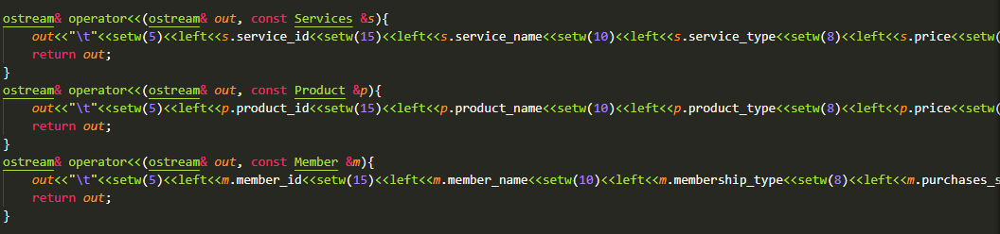 ostream& operator<<(ostream& out, const Services &s){
    out<<"\t"<<setw(5)<<left<<s.service_id<<setw(15)<<left<<s.service_name<<setw(10)<<left<<s.service_type<<setw(8)<<left<<s.price<<setw(
    return out;
}
ostream& operator<<(ostream& out, const Product &p){
    out<<"\t"<<setw(5)<<left<<p.product_id<<setw(15)<<left<<p.product_name<<setw(10)<<left<<p.product_type<<setw(8)<<left<<p.price<<setw(
    return out;
}
ostream& operator<<(ostream& out, const Member &m){
    out<<"\t"<<setw(5)<<left<<m.member_id<<setw(15)<<left<<m.member_name<<setw(10)<<left<<m.membership_type<<setw(8)<<left<<m.purchases_s
    return out;
}